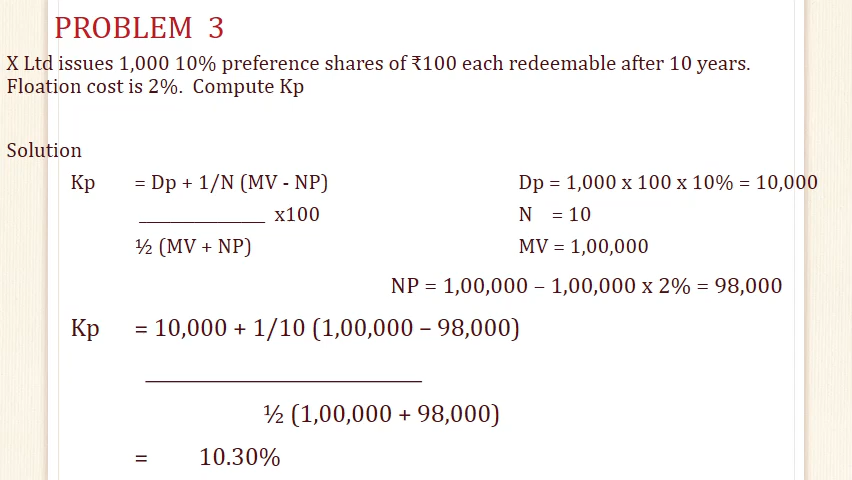 PROBLEM 3
X Ltd issues 1,000 10% preference shares of ₹100 each redeemable after 10 years.
Floation cost is 2%. Compute Kp
Solution
Kp = Dp + 1/N (MV - NP) Dp = 1,000 x 100 x 10% = 10,000
_______________ x100 N = 10
½ (MV + NP) MV = 1,00,000
NP = 1,00,000 – 1,00,000 x 2% = 98,000
Kp = 10,000 + 1/10 (1,00,000 – 98,000)
_______________________
½ (1,00,000 + 98,000)
= 10.30%